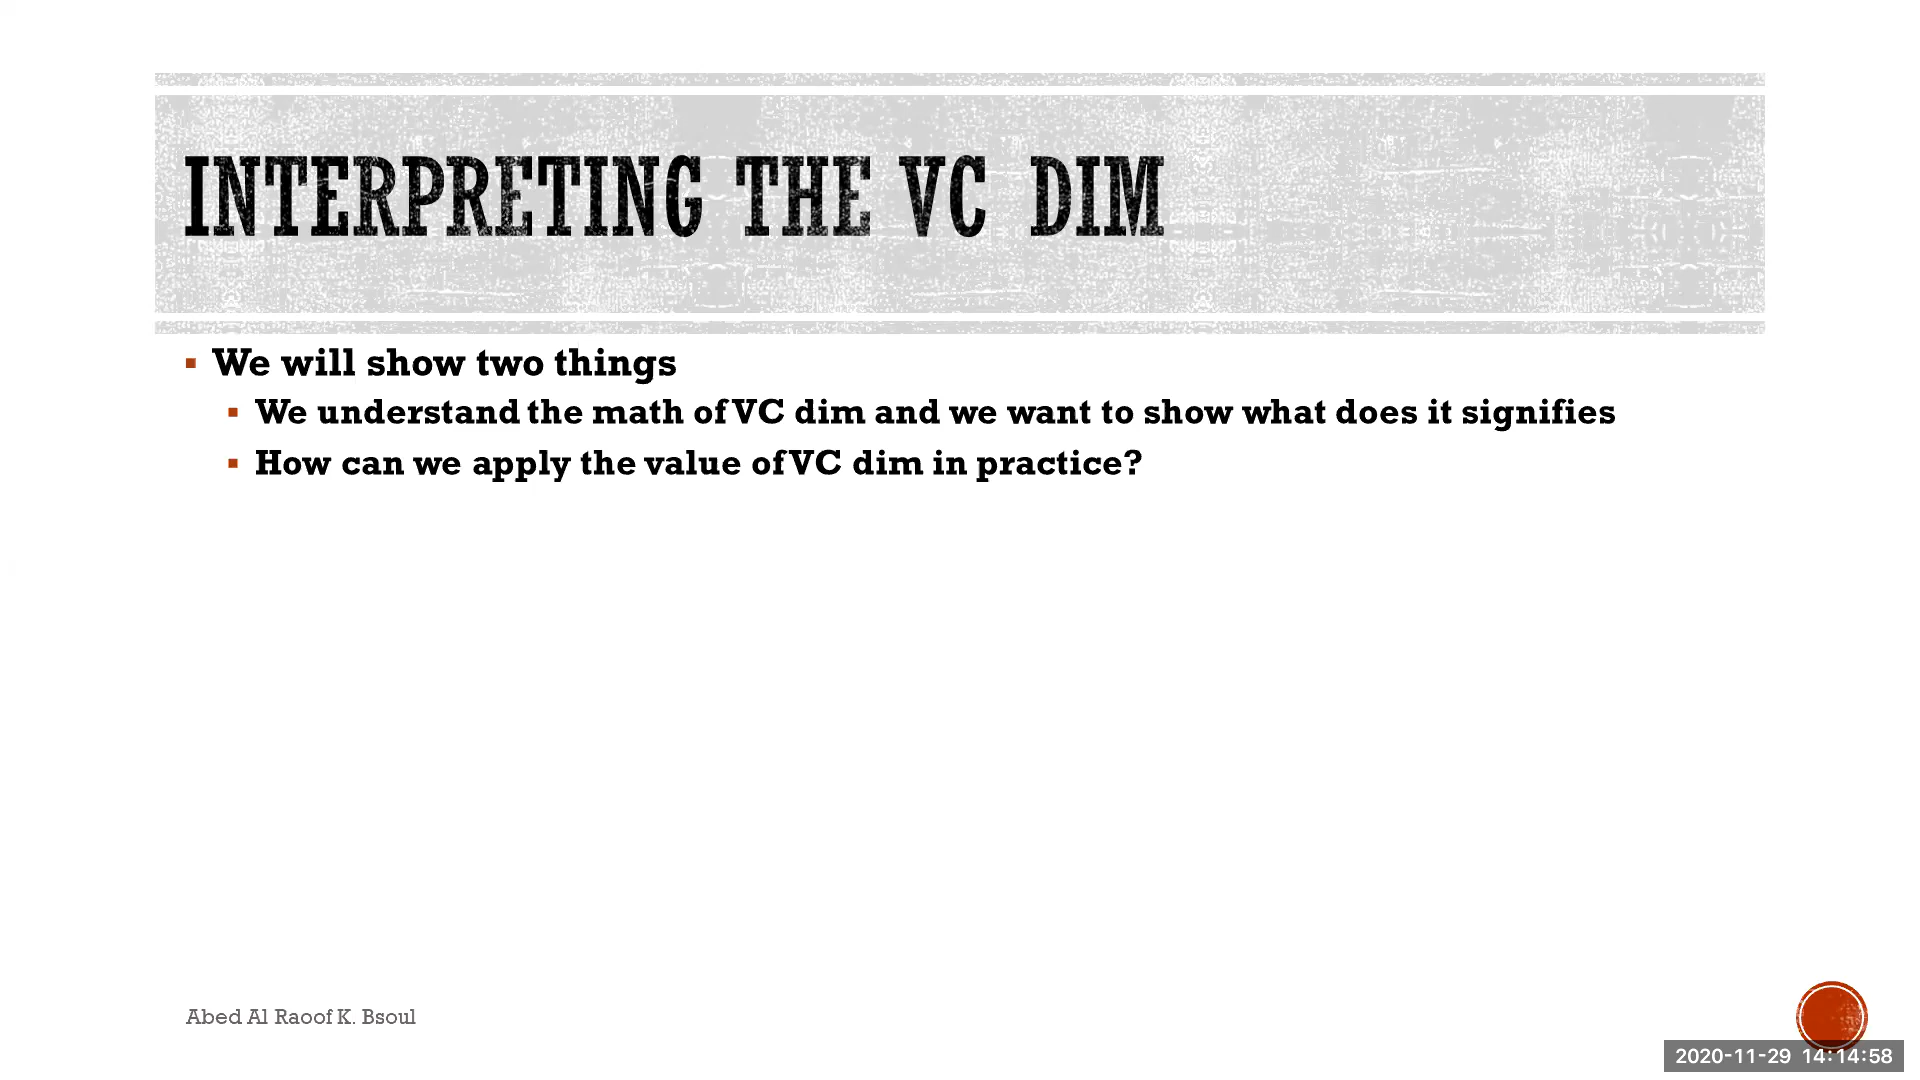 INTERPRETING THE VC DIM
We will show two things
We understand the math of VC dim and we want to show what does it signifies
How can we apply the value of VC dim in practice?
Abed Al Raoof K. Bsoul
2020-11-29 14:14:58